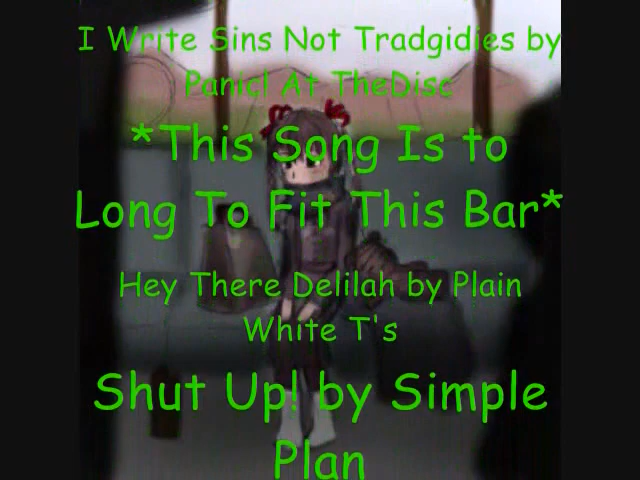 I Write Sins Not Tradgidies by
Panic! At TheDisc
*This Song Is to
Long To Fit This Bar*
Hey There Delilah by Plain
White T's
Shut Up! by Simple
Plan